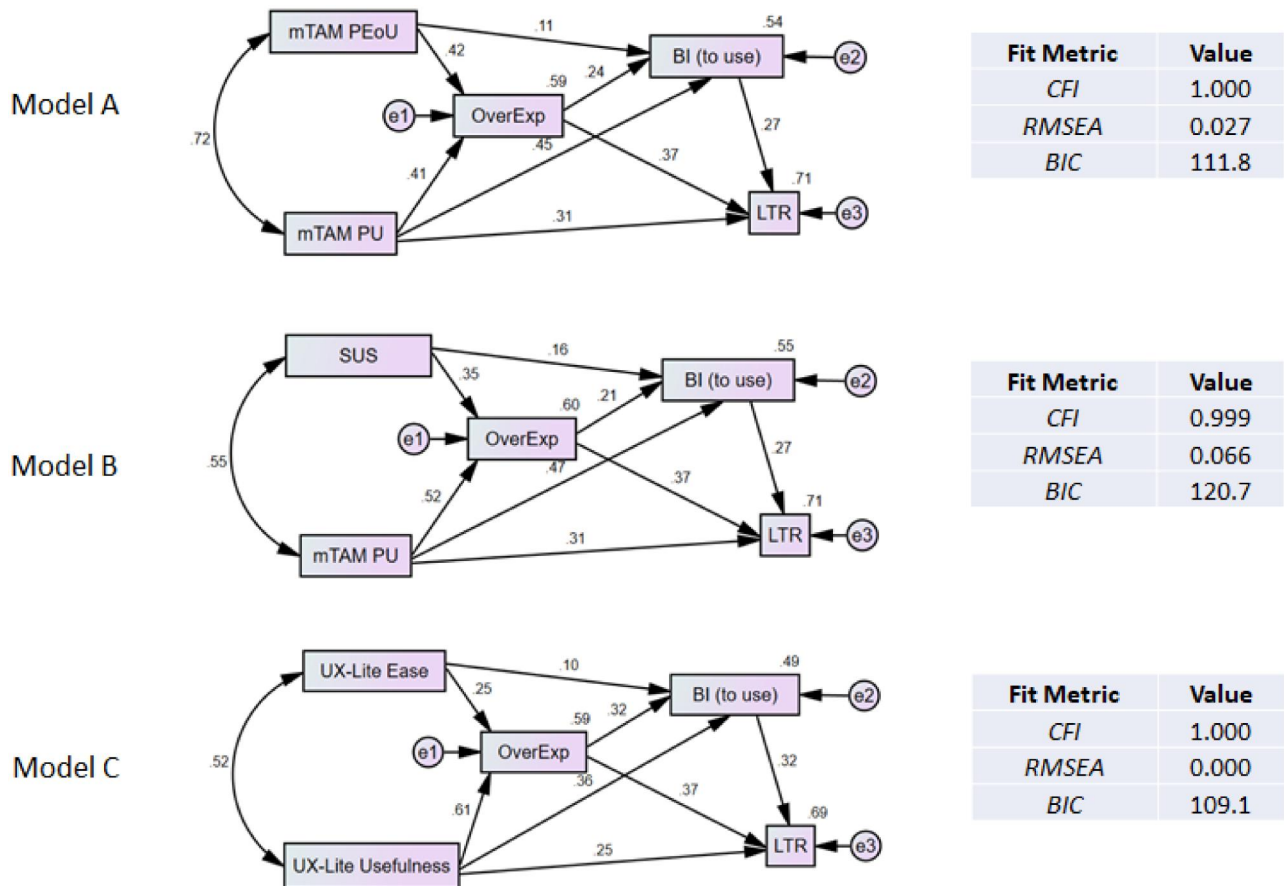 Model A
mTAM PEoU
.11
.54
BI (to use)
e2
.42
.24
.59
e1
OverExp
.72
.45
.27
.41
.37
.71
LTR
e3
mTAM PU
.31
Fit Metric Value
CFI 1.000
RMSEA 0.027
BIC 111.8
Model B
SUS
.16
.55
BI (to use)
e2
.35
.21
.60
e1
OverExp
.55
.47
.27
.52
.37
.71
LTR
e3
mTAM PU
.31
Fit Metric Value
CFI 0.999
RMSEA 0.066
BIC 120.7
Model C
UX-Lite Ease
.10
.49
BI (to use)
e2
.25
.32
.59
e1
OverExp
.52
.36
.32
.61
.37
.69
LTR
e3
UX-Lite Usefulness
.25
Fit Metric Value
CFI 1.000
RMSEA 0.000
BIC 109.1